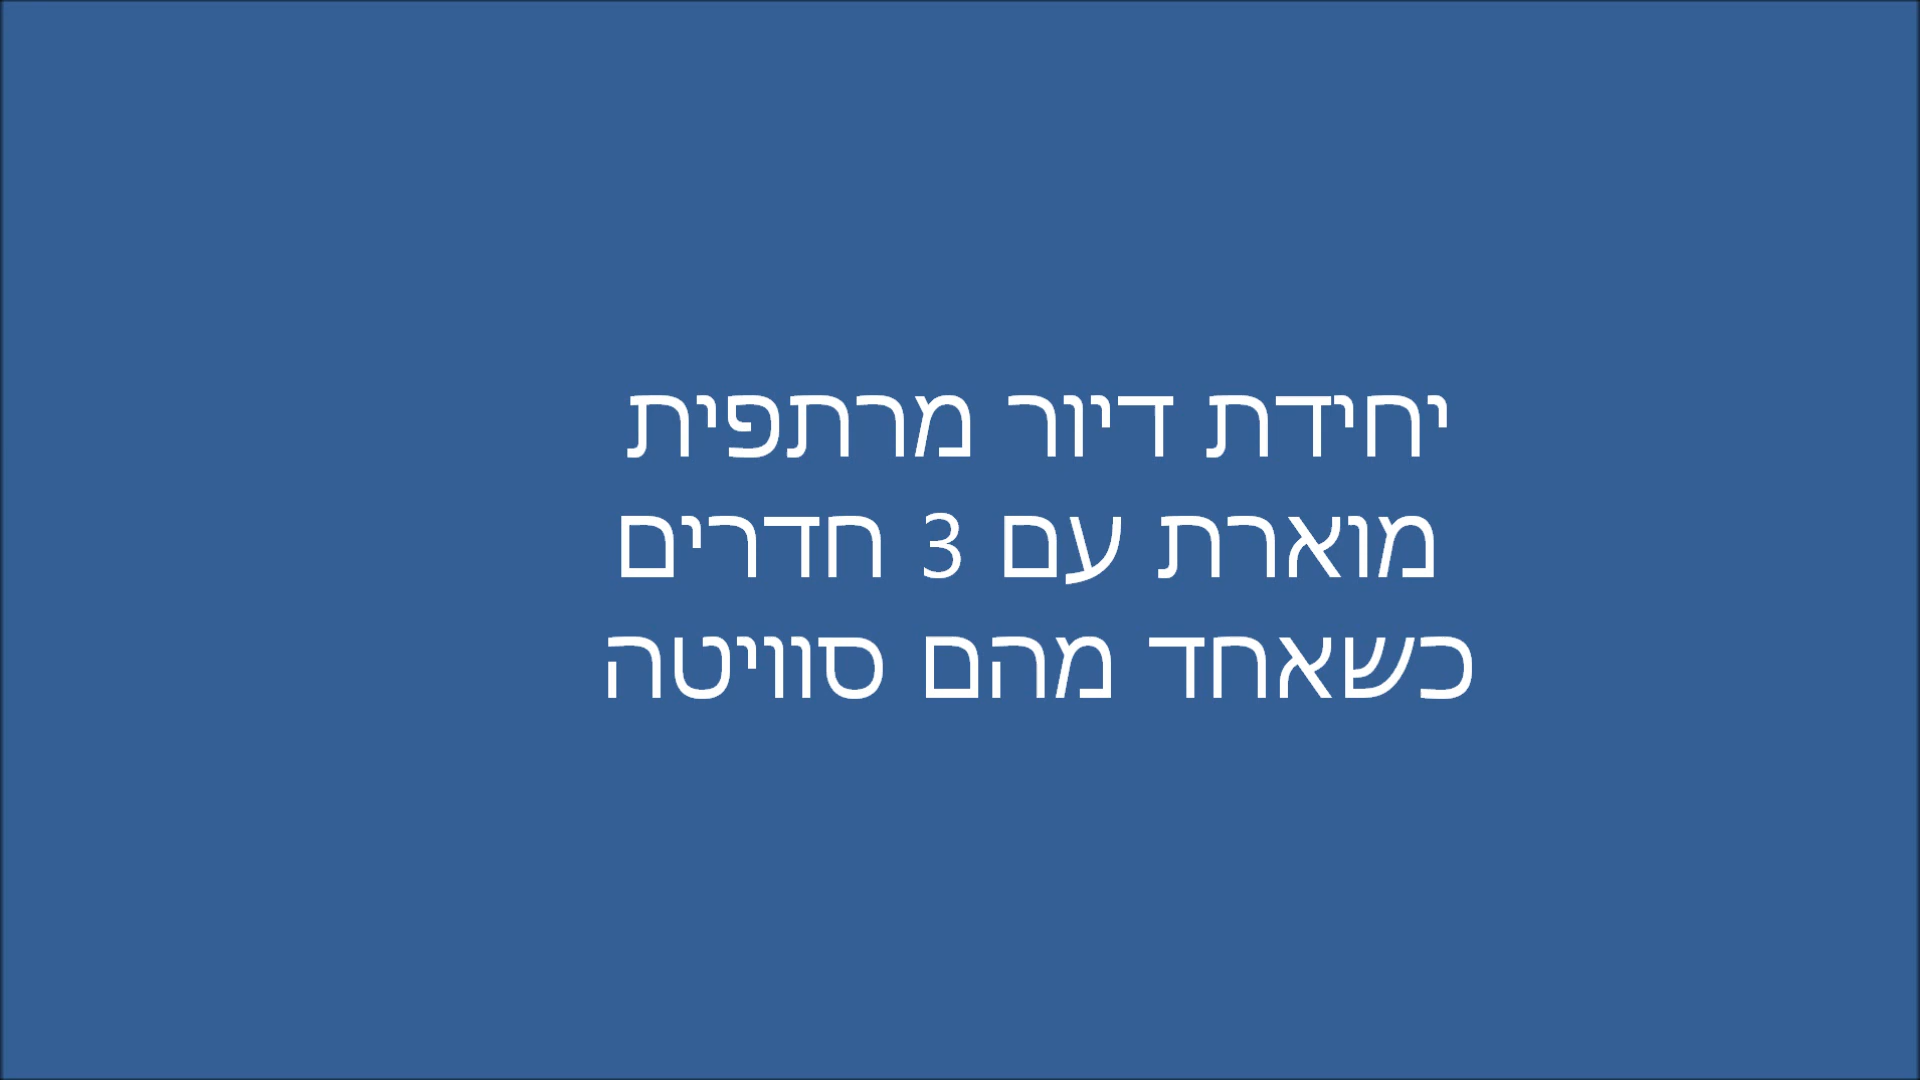 יחידת דיור מרתפית
מוארת עם 3 חדרים
כשאחד מהם סוויטה